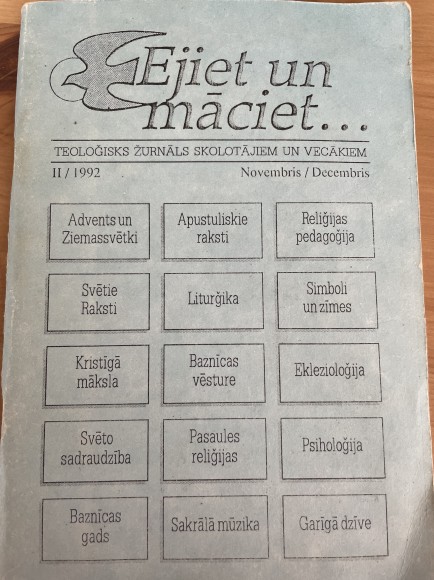 Ejiet un
māciet...
TEOLOĢISKS ŽURNĀLS SKOLOTĀJIEM UN VECĀKIEM
II / 1992 Novembris / Decembris
Advents un
Ziemassvētki
Apustuliskie
raksti
Reliģijas
pedagoģija
Svētie
Raksti
Liturģika
Simboli
un zīmes
Kristīgā
māksla
Baznīcas
vēsture
Eklezioloģija
Svēto
sadraudzība
Pasaules
reliģijas
Psiholoģija
Baznīcas
gads
Sakrālā mūzika
Garīgā dzīve